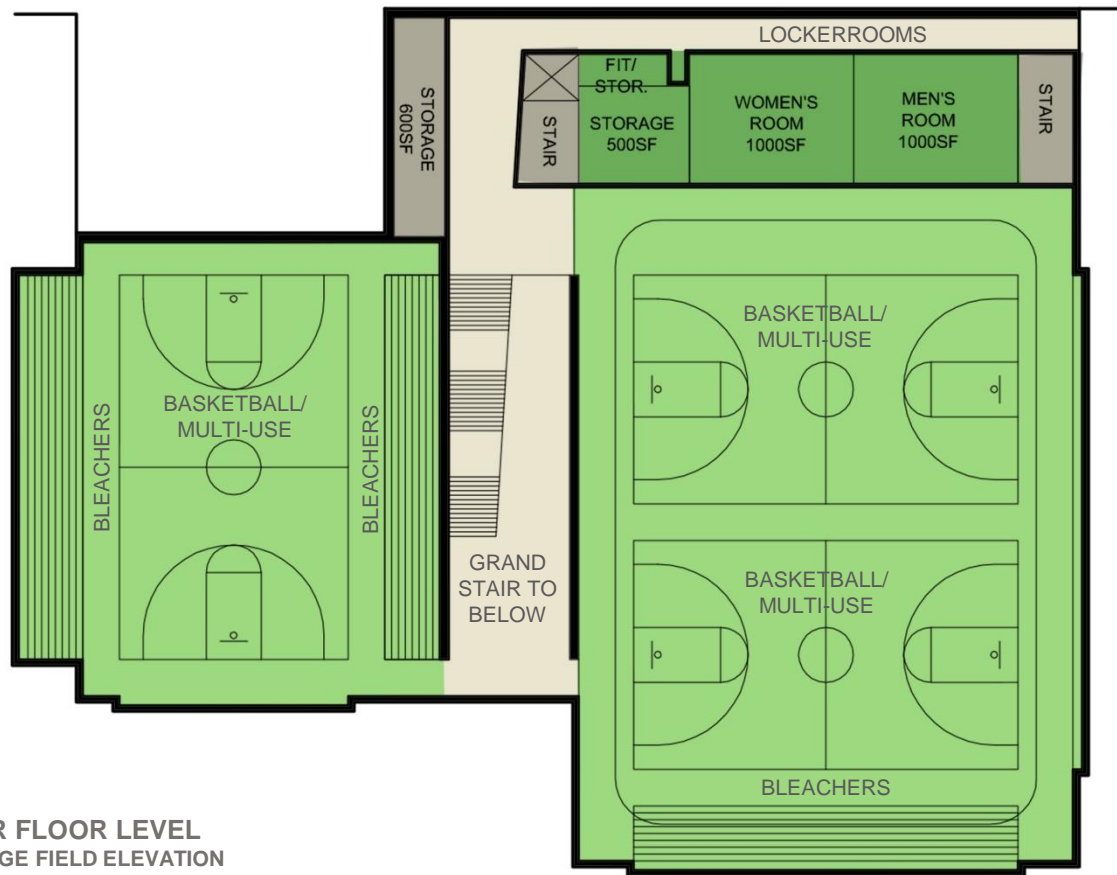 LOCKERROOMS
STORAGE
600SF
FIT/
STOR.
STAIR
STORAGE
500SF
WOMEN'S
ROOM
1000SF
MEN'S
ROOM
1000SF
STAIR
BLEACHERS
BASKETBALL/
MULTI-USE
BLEACHERS
BASKETBALL/
MULTI-USE
GRAND
STAIR TO
BELOW
BASKETBALL/
MULTI-USE
BLEACHERS
R FLOOR LEVEL
GE FIELD ELEVATION